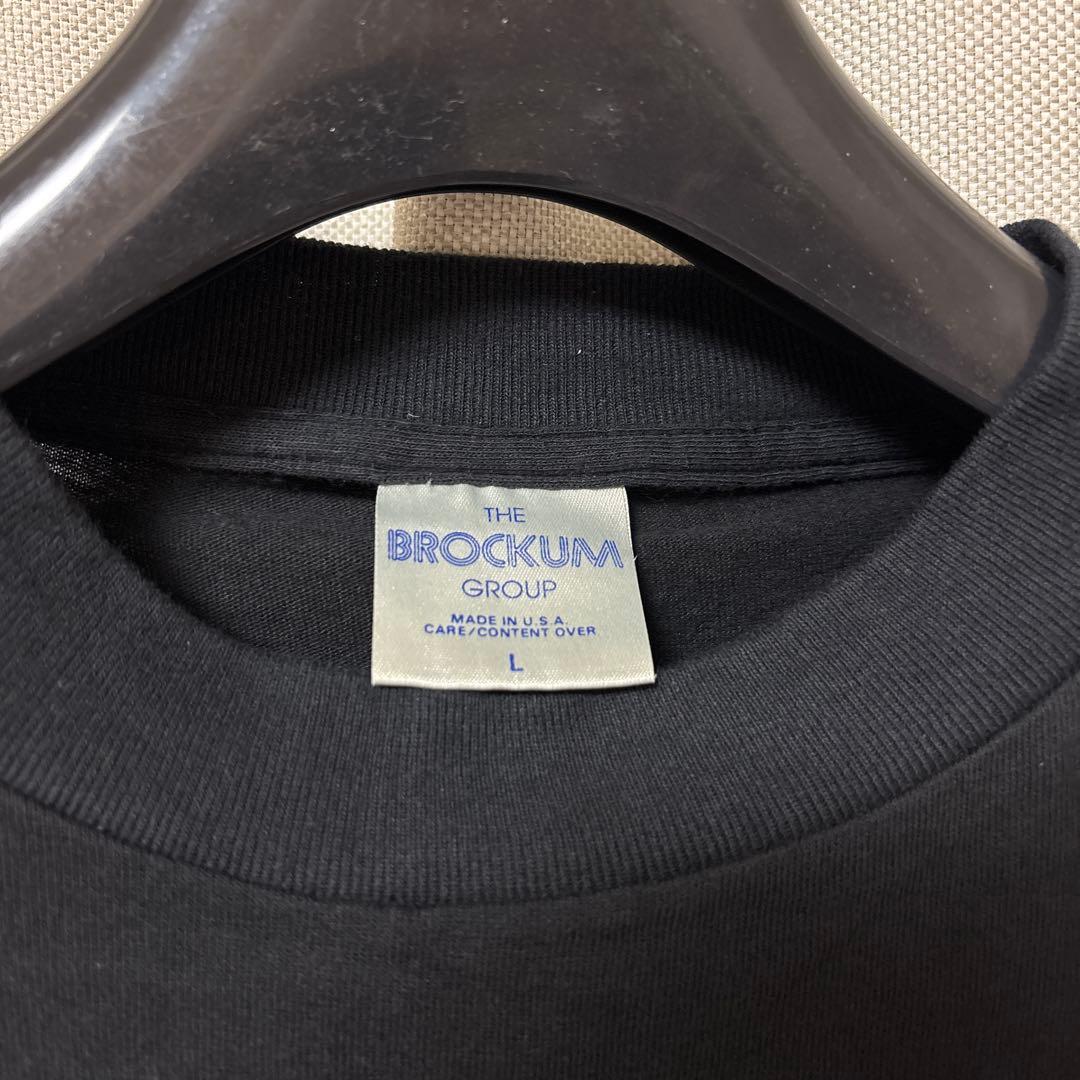 THE
BROCKUM
GROUP
MADE IN U.S.A.
CARE/CONTENT OVER
L